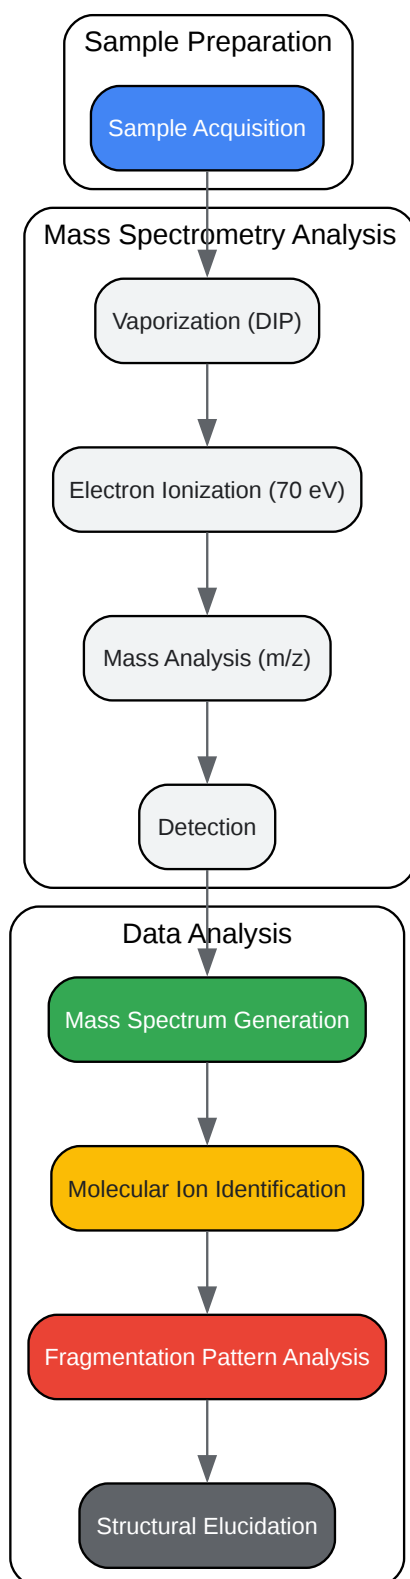 Sample Preparation
Sample Acquisition
Mass Spectrometry Analysis
Vaporization (DIP)
Electron Ionization (70 eV)
Mass Analysis (m/z)
Detection
Data Analysis
Mass Spectrum Generation
Molecular Ion Identification
Fragmentation Pattern Analysis
Structural Elucidation